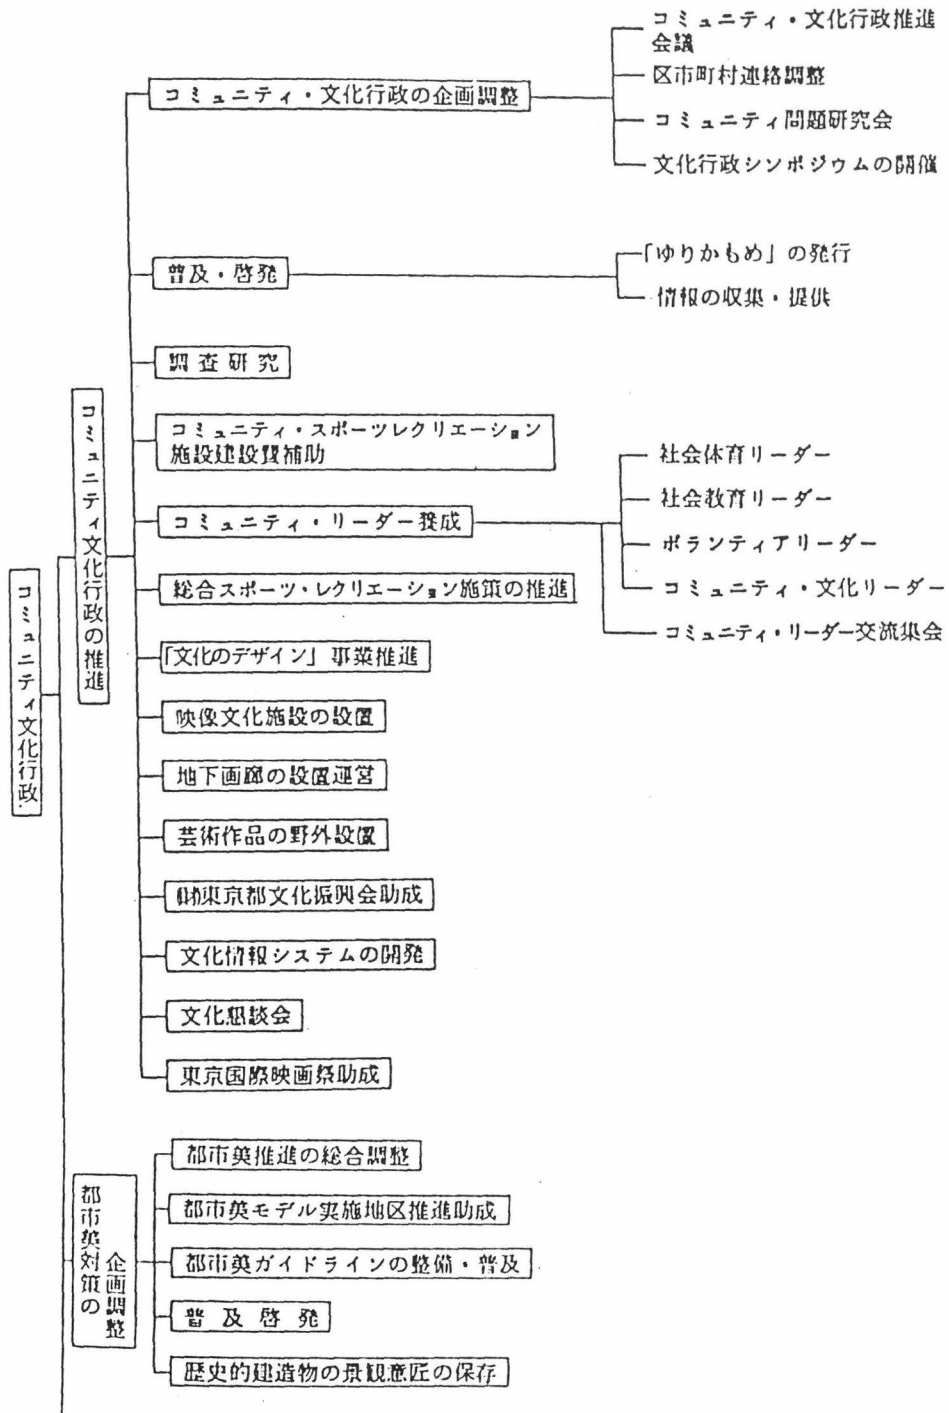 コミュニティ文化行政
コミュニティ文化行政の推進
コミュニティ・文化行政の企画調整
コミュニティ・文化行政推進
会議
区市町村連絡調整
コミュニティ問題研究会
文化行政シンポジウムの開催
普及・啓発
「ゆりかもめ」の発行
情報の収集・提供
調査研究
コミュニティ・スポーツレクリエーション
施設建設費補助
コミュニティ・リーダー養成
社会体育リーダー
社会教育リーダー
ボランティアリーダー
コミュニティ・文化リーダー
コミュニティ・リーダー交流集会
総合スポーツ・レクリエーション施策の推進
「文化のデザイン」事業推進
映像文化施設の設置
地下画廊の設置運営
芸術作品の野外設置
㈶東京都文化振興会助成
文化情報システムの開発
文化懇談会
東京国際映画祭助成
都市美対策の
企画調整
都市美推進の総合調整
都市美モデル実施地区推進助成
都市美ガイドラインの整備・普及
普及啓発
歴史的建造物の景観意匠の保存